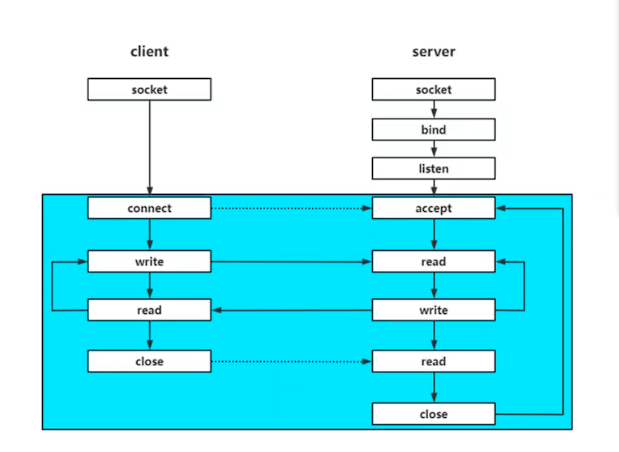 client
server
socket
socket
bind
listen
connect
accept
write
read
read
write
close
read
close